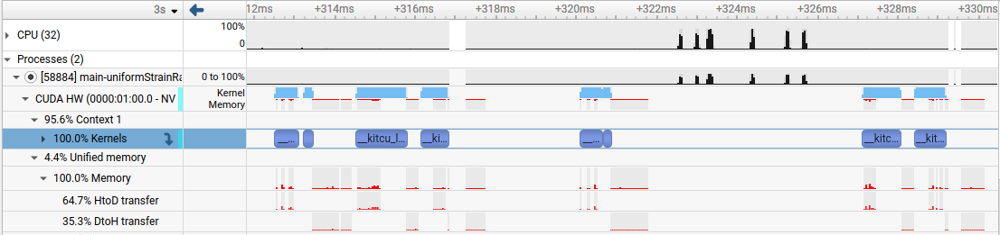 3s 12ms +314ms +316ms +318ms +320ms +322ms +324ms +326ms +328ms +330ms
CPU (32) 100%
0
Processes (2)
[58884] main-uniformStrainRa 0 to 100%
CUDA HW (0000:01:00.0 - NV Kernel
Memory
95.6% Context 1
100.0% Kernels __... __kitcu_l... __ki... __... __kitc... __kit...
4.4% Unified memory
100.0% Memory
64.7% HtoD transfer
35.3% DtoH transfer